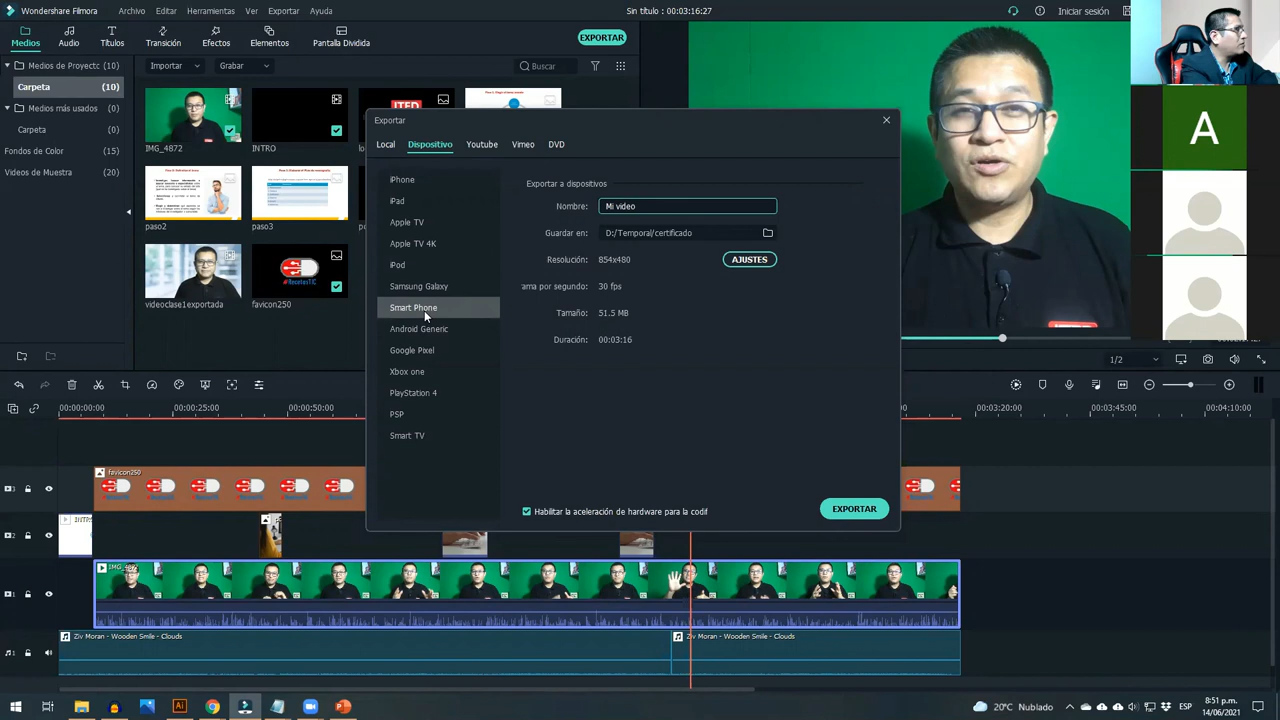 Wondershare Filmora
Archivo
Herramientas
Ver
Exportar
Ayuda
Sin título : 00:03:16:27
Iniciar sesión
Medios
Audio
Títulos
Transición
Efectos
Elementos
Pantalla Dividida
EXPORTAR
Medios de Proyecto (10)
Carpeta (10)
Medios más usados (0)
Carpeta (0)
Fondos de Color (15)
(0)
Importar
Grabar
Buscar
IMG_4872
INTRO
ITED
paso2
paso3
videoclase1exportada
favicon250
RecetasTIC
Exportar
Local
Dispositivo
Youtube
Vimeo
DVD
iPhone
iPad
Apple TV
Apple TV 4K
iPod
Samsung Galaxy
Smart Phone
Android Generic
Google Pixel
Xbox one
PlayStation 4
PSP
Smart TV
Exportar a dispositivo
Nombre: Mi video
Guardar en: D:/Temporal/certificado
Resolución: 854x480
AJUSTES
ama por segundo: 30 fps
Tamaño: 51.5 MB
Duración: 00:03:16
Habilitar la aceleración de hardware para la codif
EXPORTAR
A
1/2
00:00:00:00
00:00:25:00
00:00:50:00
00:03:20:00
00:03:45:00
00:04:10:00
favicon250
INTRO
IMG_4872
Ziv Moran - Wooden Smile - Clouds
Ziv Moran - Wooden Smile - Clouds
20°C Nublado
ESP
8:51 p.m.
14/06/2021